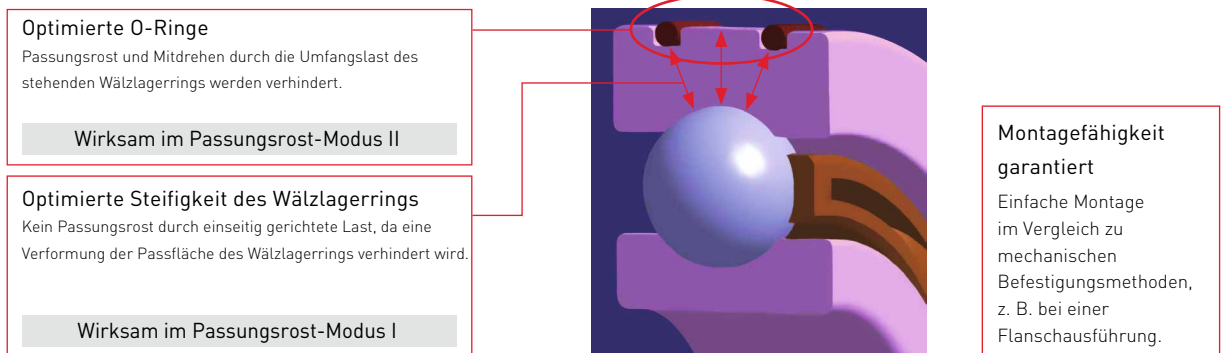 Optimierte O-Ringe
Passungsrost und Mitdrehen durch die Umfangslast des
stehenden Wälzlagerrings werden verhindert.
Wirksam im Passungsrost-Modus II
Optimierte Steifigkeit des Wälzlagerrings
Kein Passungsrost durch einseitig gerichtete Last, da eine
Verformung der Passfläche des Wälzlagerrings verhindert wird.
Wirksam im Passungsrost-Modus I
Montagefähigkeit
garantiert
Einfache Montage
im Vergleich zu
mechanischen
Befestigungsmethoden,
z. B. bei einer
Flanschausführung.